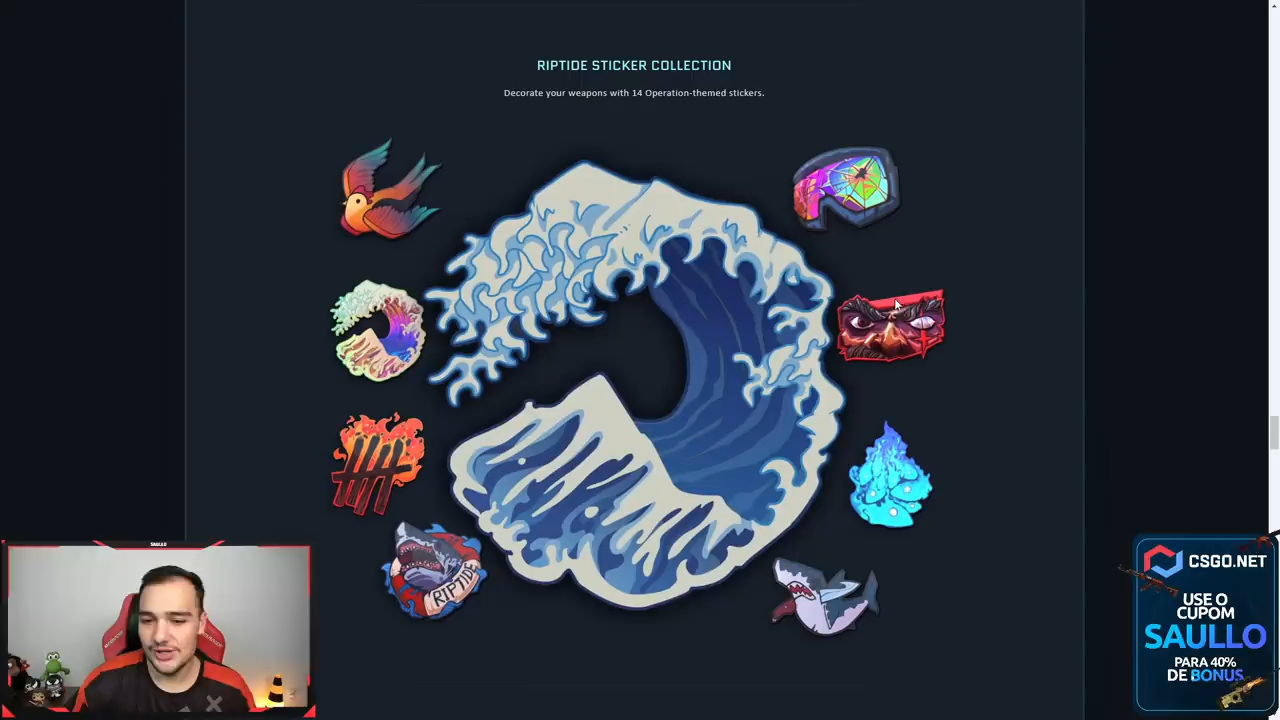 RIPTIDE STICKER COLLECTION
Decorate your weapons with 14 Operation-themed stickers.
RIPTIDE
SAULLO
CSGO.NET
USE O
CUPOM
SAULLO
PARA 40%
DE BONUS